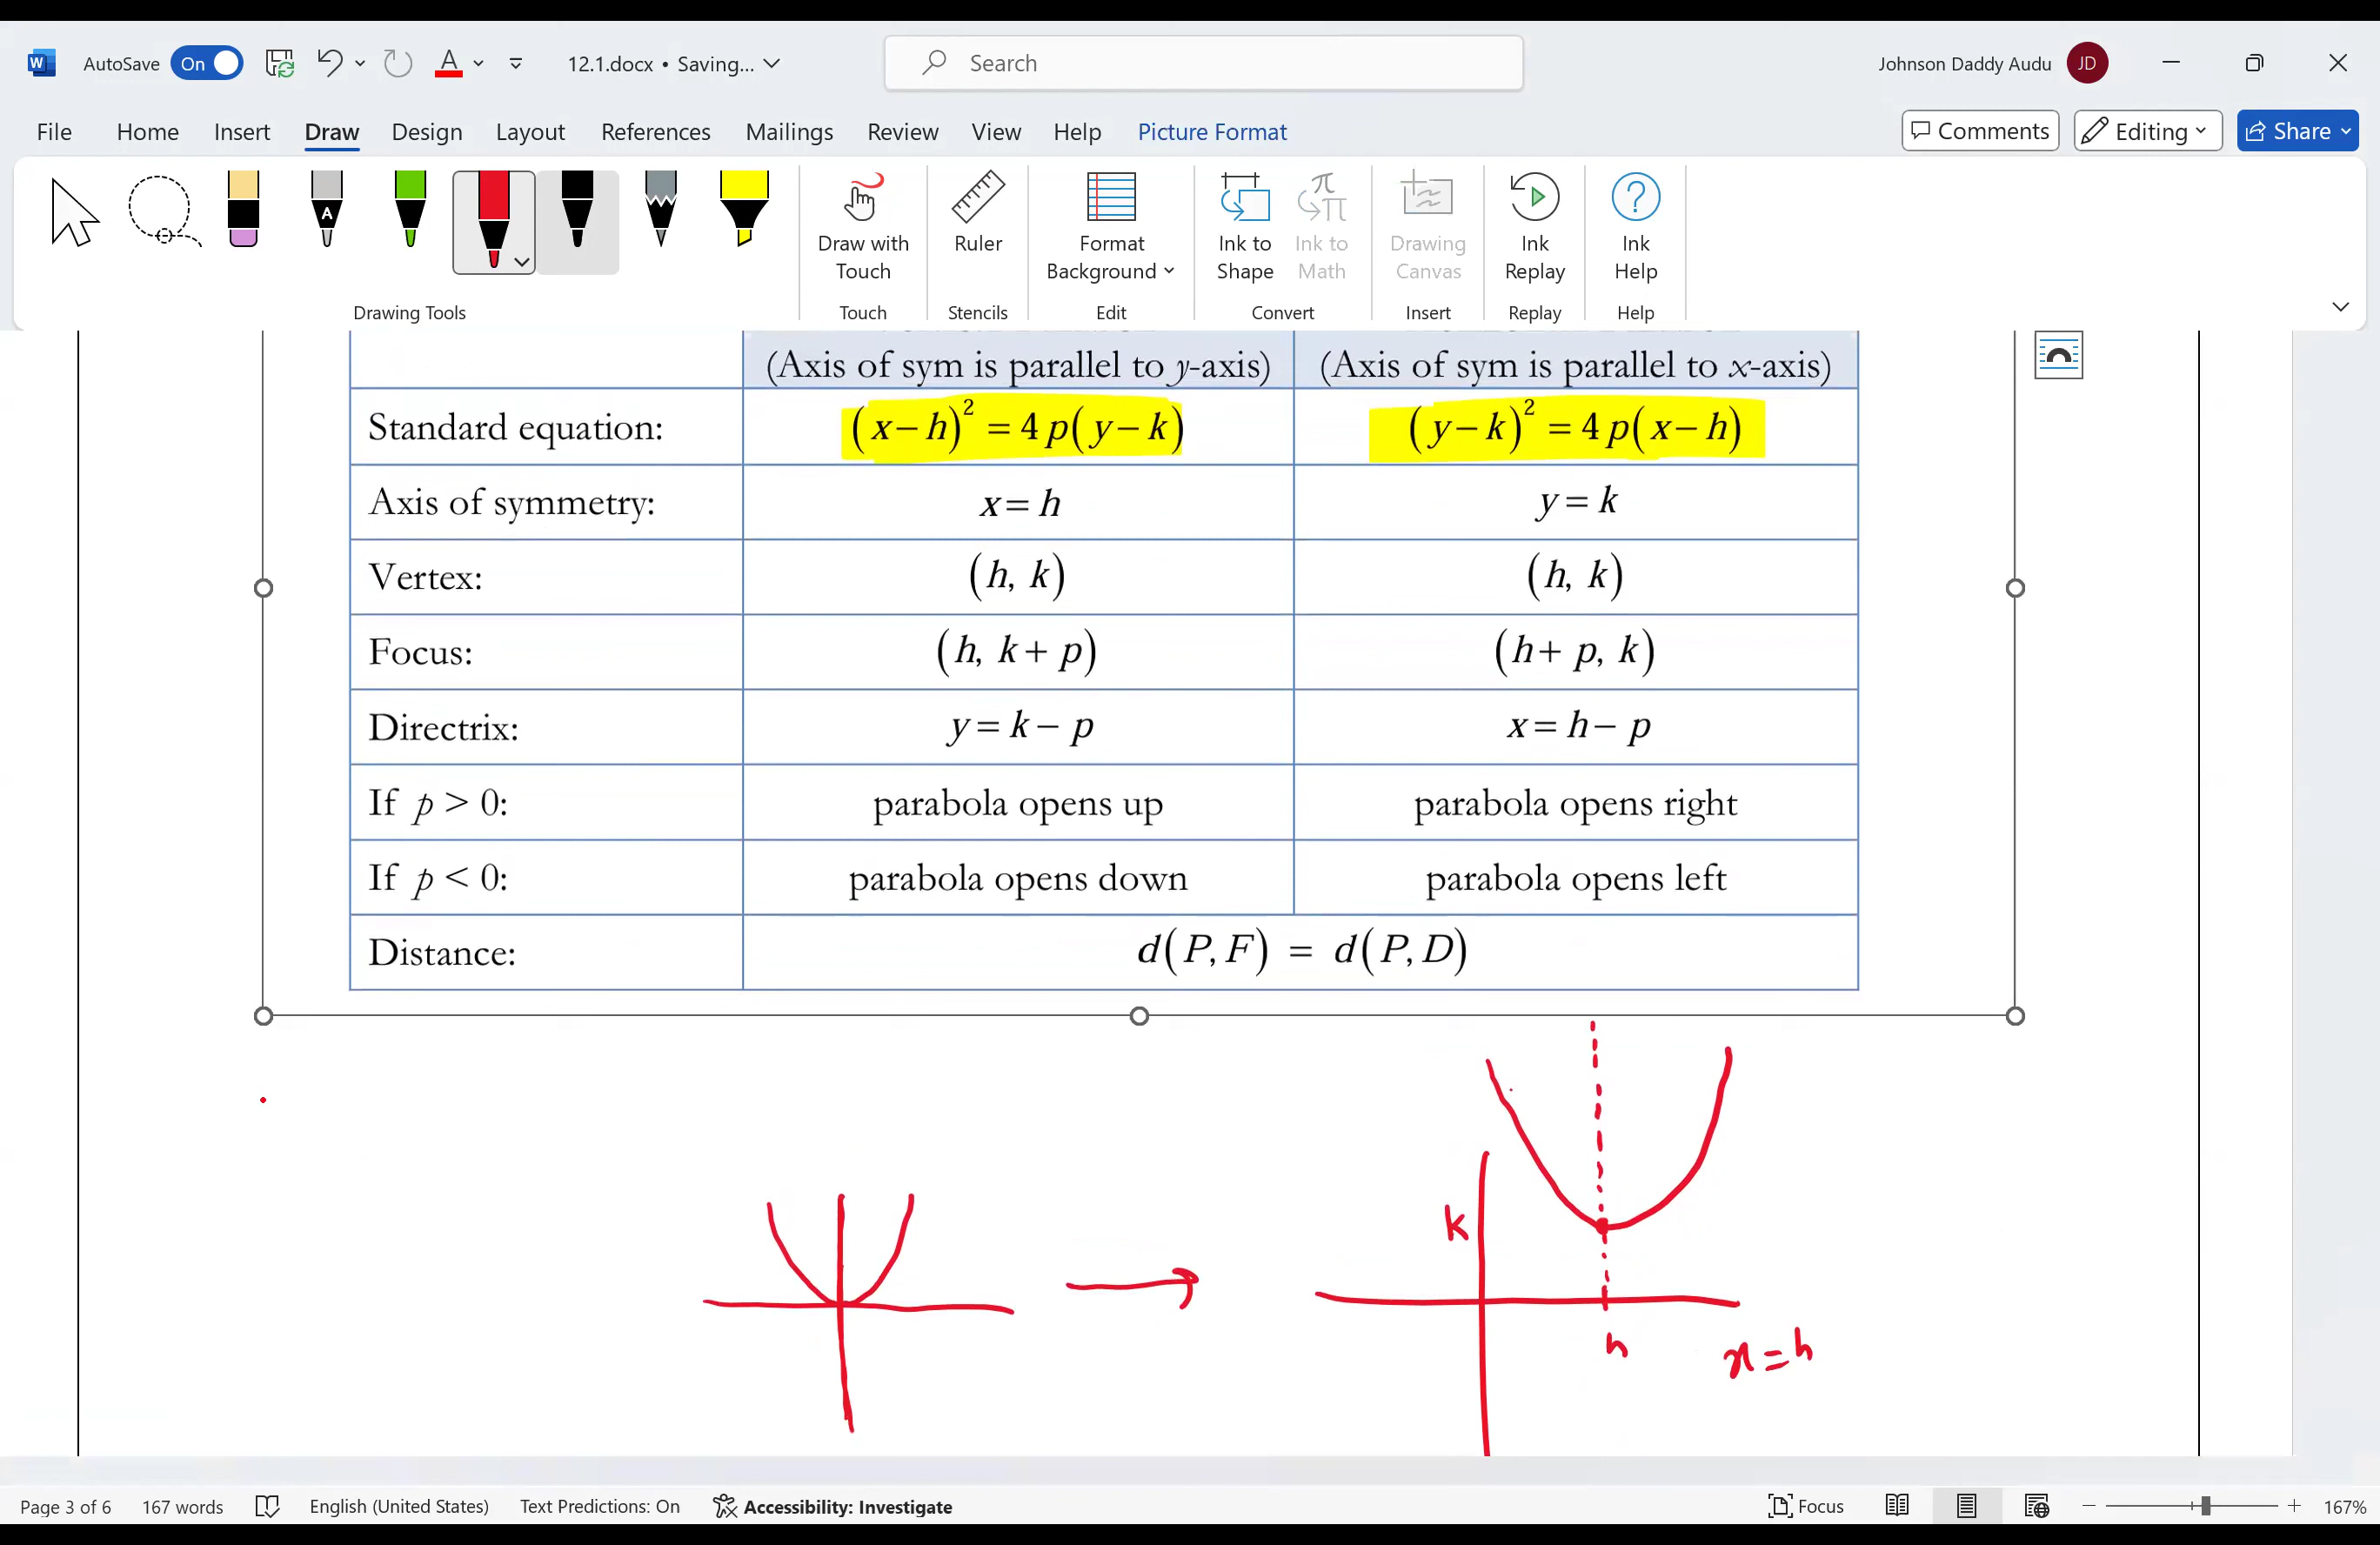 AutoSave On 12.1.docx • Saving... Search Johnson Daddy Audu JD
File Home Insert Draw Design Layout References Mailings Review View Help Picture Format Comments Editing Share
Draw with Touch Ruler Format Background Ink to Shape Ink to Math Drawing Canvas Ink Replay Ink Help
Drawing Tools Touch Stencils Edit Convert Insert Replay Help
(Axis of sym is parallel to y-axis) (Axis of sym is parallel to x-axis)
Standard equation: (x−h)² = 4p(y−k) (y−k)² = 4p(x−h)
Axis of symmetry: x = h y = k
Vertex: (h, k) (h, k)
Focus: (h, k+p) (h+p, k)
Directrix: y = k − p x = h − p
If p > 0: parabola opens up parabola opens right
If p < 0: parabola opens down parabola opens left
Distance: d(P,F) = d(P,D)
k
h x=h
Page 3 of 6 167 words English (United States) Text Predictions: On Accessibility: Investigate Focus 167%